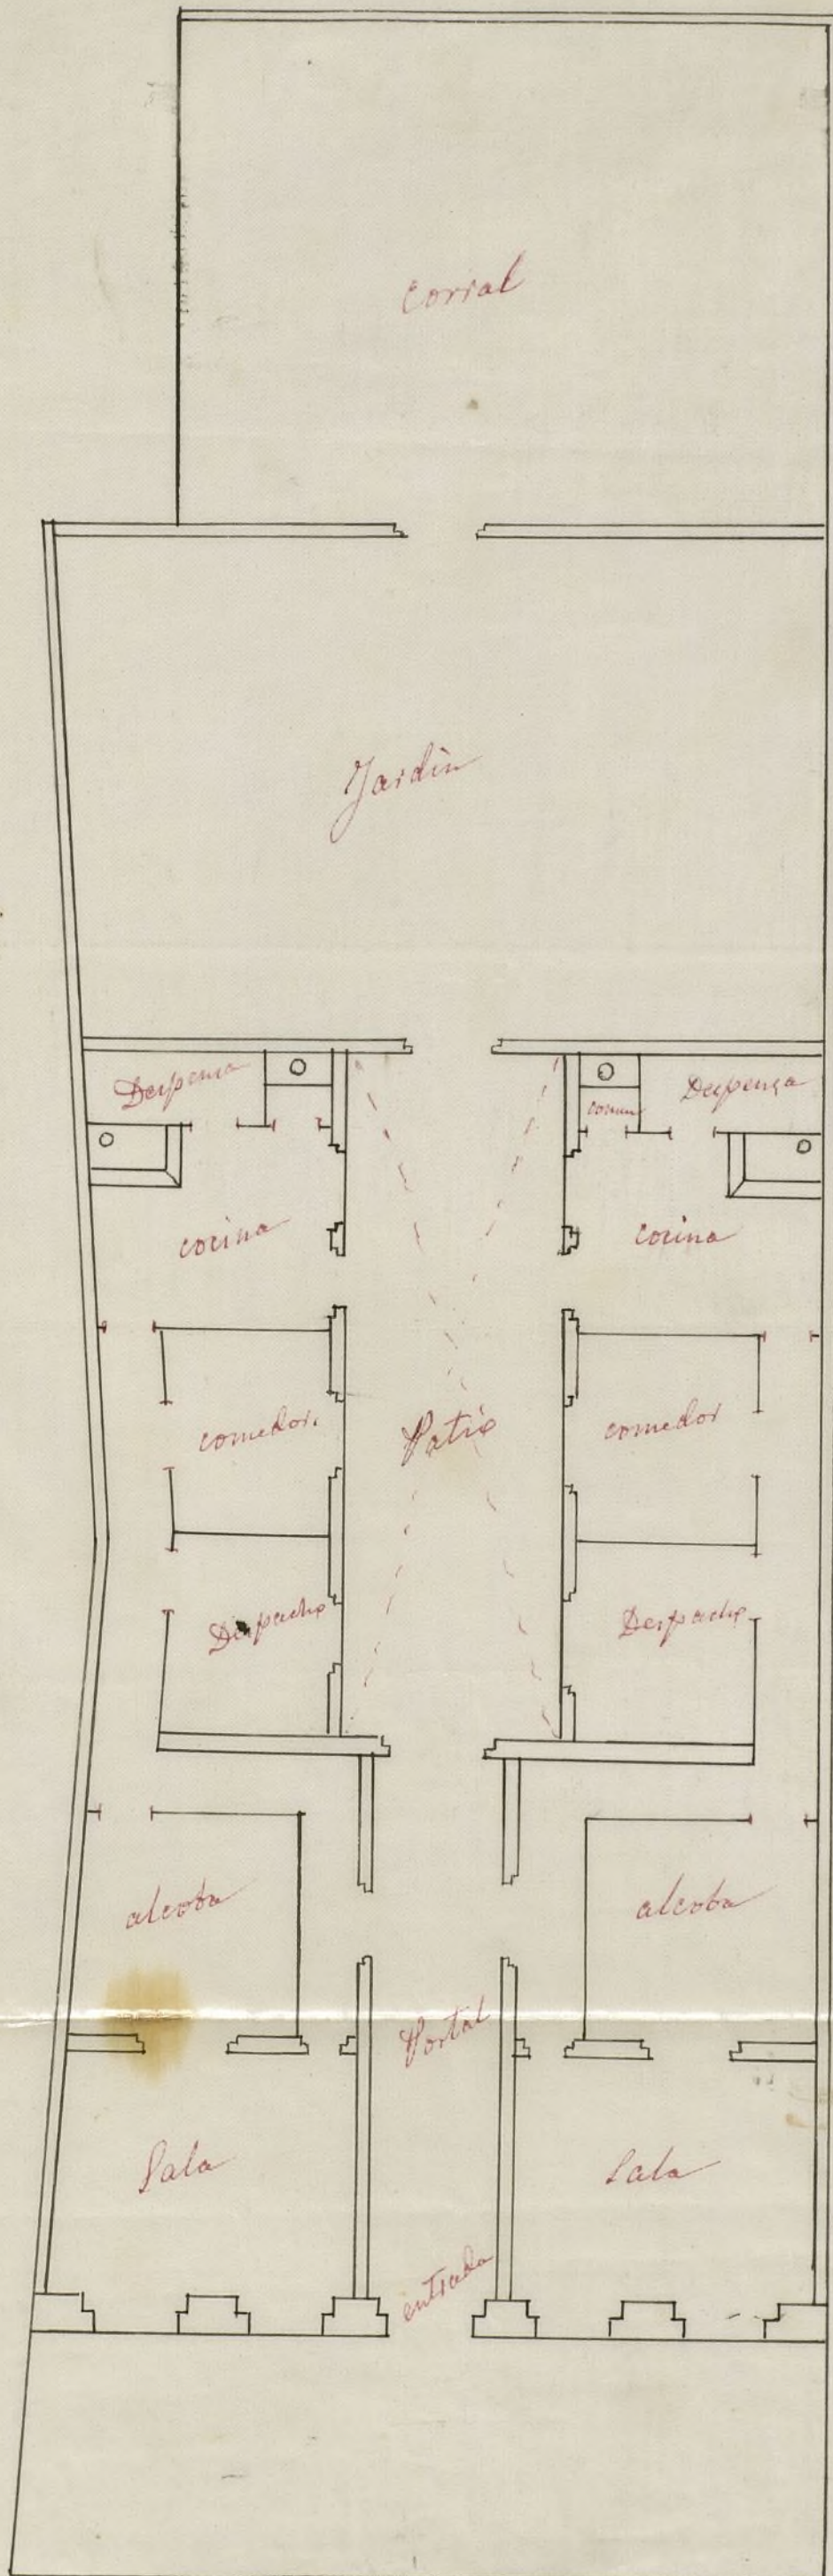 corral
Jardin
Despensa
comun
Despensa
cocina
cocina
comedor.
Patio
comedor
Despacho
Despacho
alcoba
alcoba
Portal
Sala
Sala
entrada